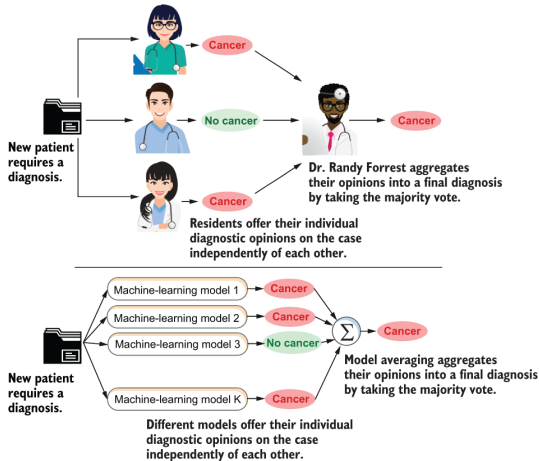 Cancer
No cancer
Cancer
New patient
requires a
diagnosis.
Cancer
Dr. Randy Forrest aggregates
their opinions into a final diagnosis
by taking the majority vote.
Residents offer their individual
diagnostic opinions on the case
independently of each other.
Machine-learning model 1
Cancer
Machine-learning model 2
Cancer
Machine-learning model 3
No cancer
Σ
Cancer
New patient
requires a
diagnosis.
Machine-learning model K
Cancer
Model averaging aggregates
their opinions into a final diagnosis
by taking the majority vote.
Different models offer their individual
diagnostic opinions on the case
independently of each other.